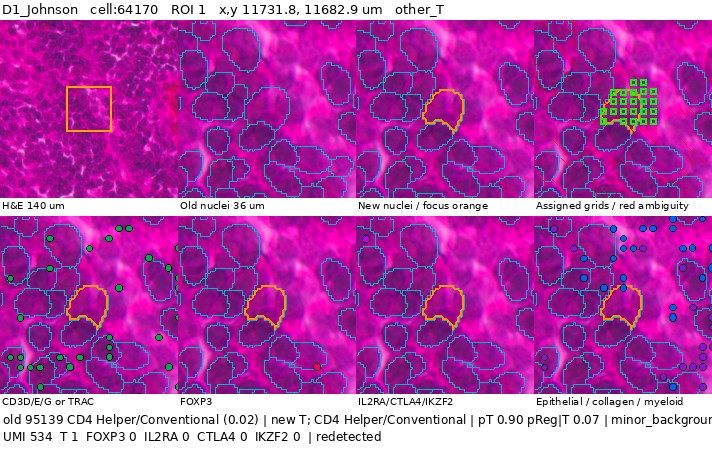 D1_Johnson cell:64170 ROI 1 x,y 11731.8, 11682.9 um other_T
H&E 140 um
Old nuclei 36 um
New nuclei / focus orange
Assigned grids / red ambiguity
CD3D/E/G or TRAC
FOXP3
IL2RA/CTLA4/IKZF2
Epithelial / collagen / myeloid
old 95139 CD4 Helper/Conventional (0.02) | new T; CD4 Helper/Conventional | pT 0.90 pReg|T 0.07 | minor_backgrour
UMI 534 T 1 FOXP3 0 IL2RA 0 CTLA4 0 IKZF2 0 | redetected